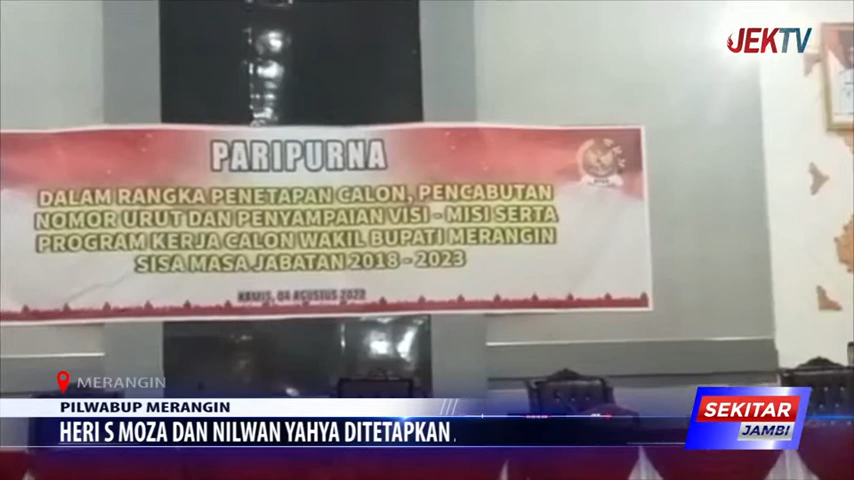 JEKTV
PARIPURNA
DALAM RANGKA PENETAPAN CALON, PENCABUTAN
NOMOR URUT DAN PENYAMPAIAN VISI - MISI SERTA
PROGRAM KERJA CALON WAKIL BUPATI MERANGIN
SISA MASA JABATAN 2018 - 2023
KAMIS, 04 AGUSTUS 2022
MERANGIN
PILWABUP MERANGIN
HERI S MOZA DAN NILWAN YAHYA DITETAPKAN
SEKITAR
JAMBI